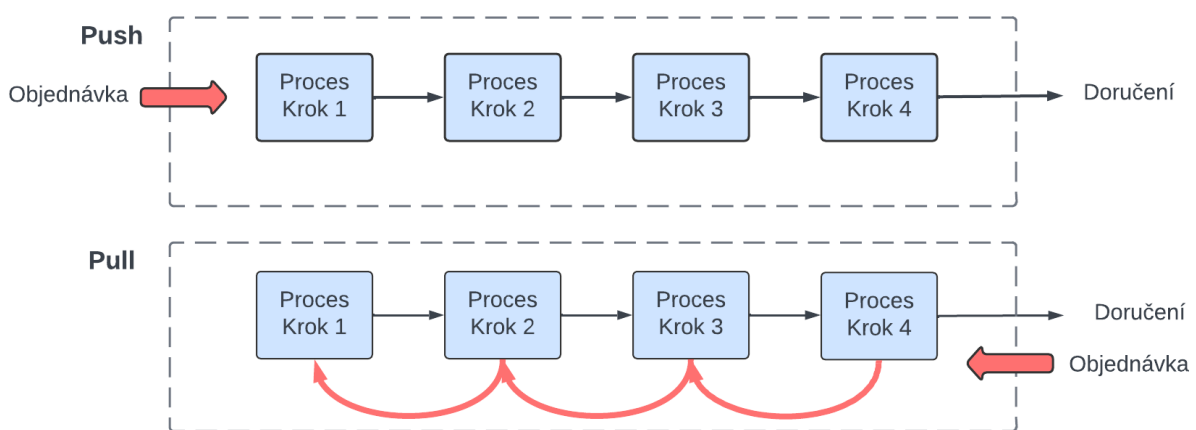 Push
Objednávka
Proces
Krok 1
Proces
Krok 2
Proces
Krok 3
Proces
Krok 4
Doručení
Pull
Proces
Krok 1
Proces
Krok 2
Proces
Krok 3
Proces
Krok 4
Doručení
Objednávka